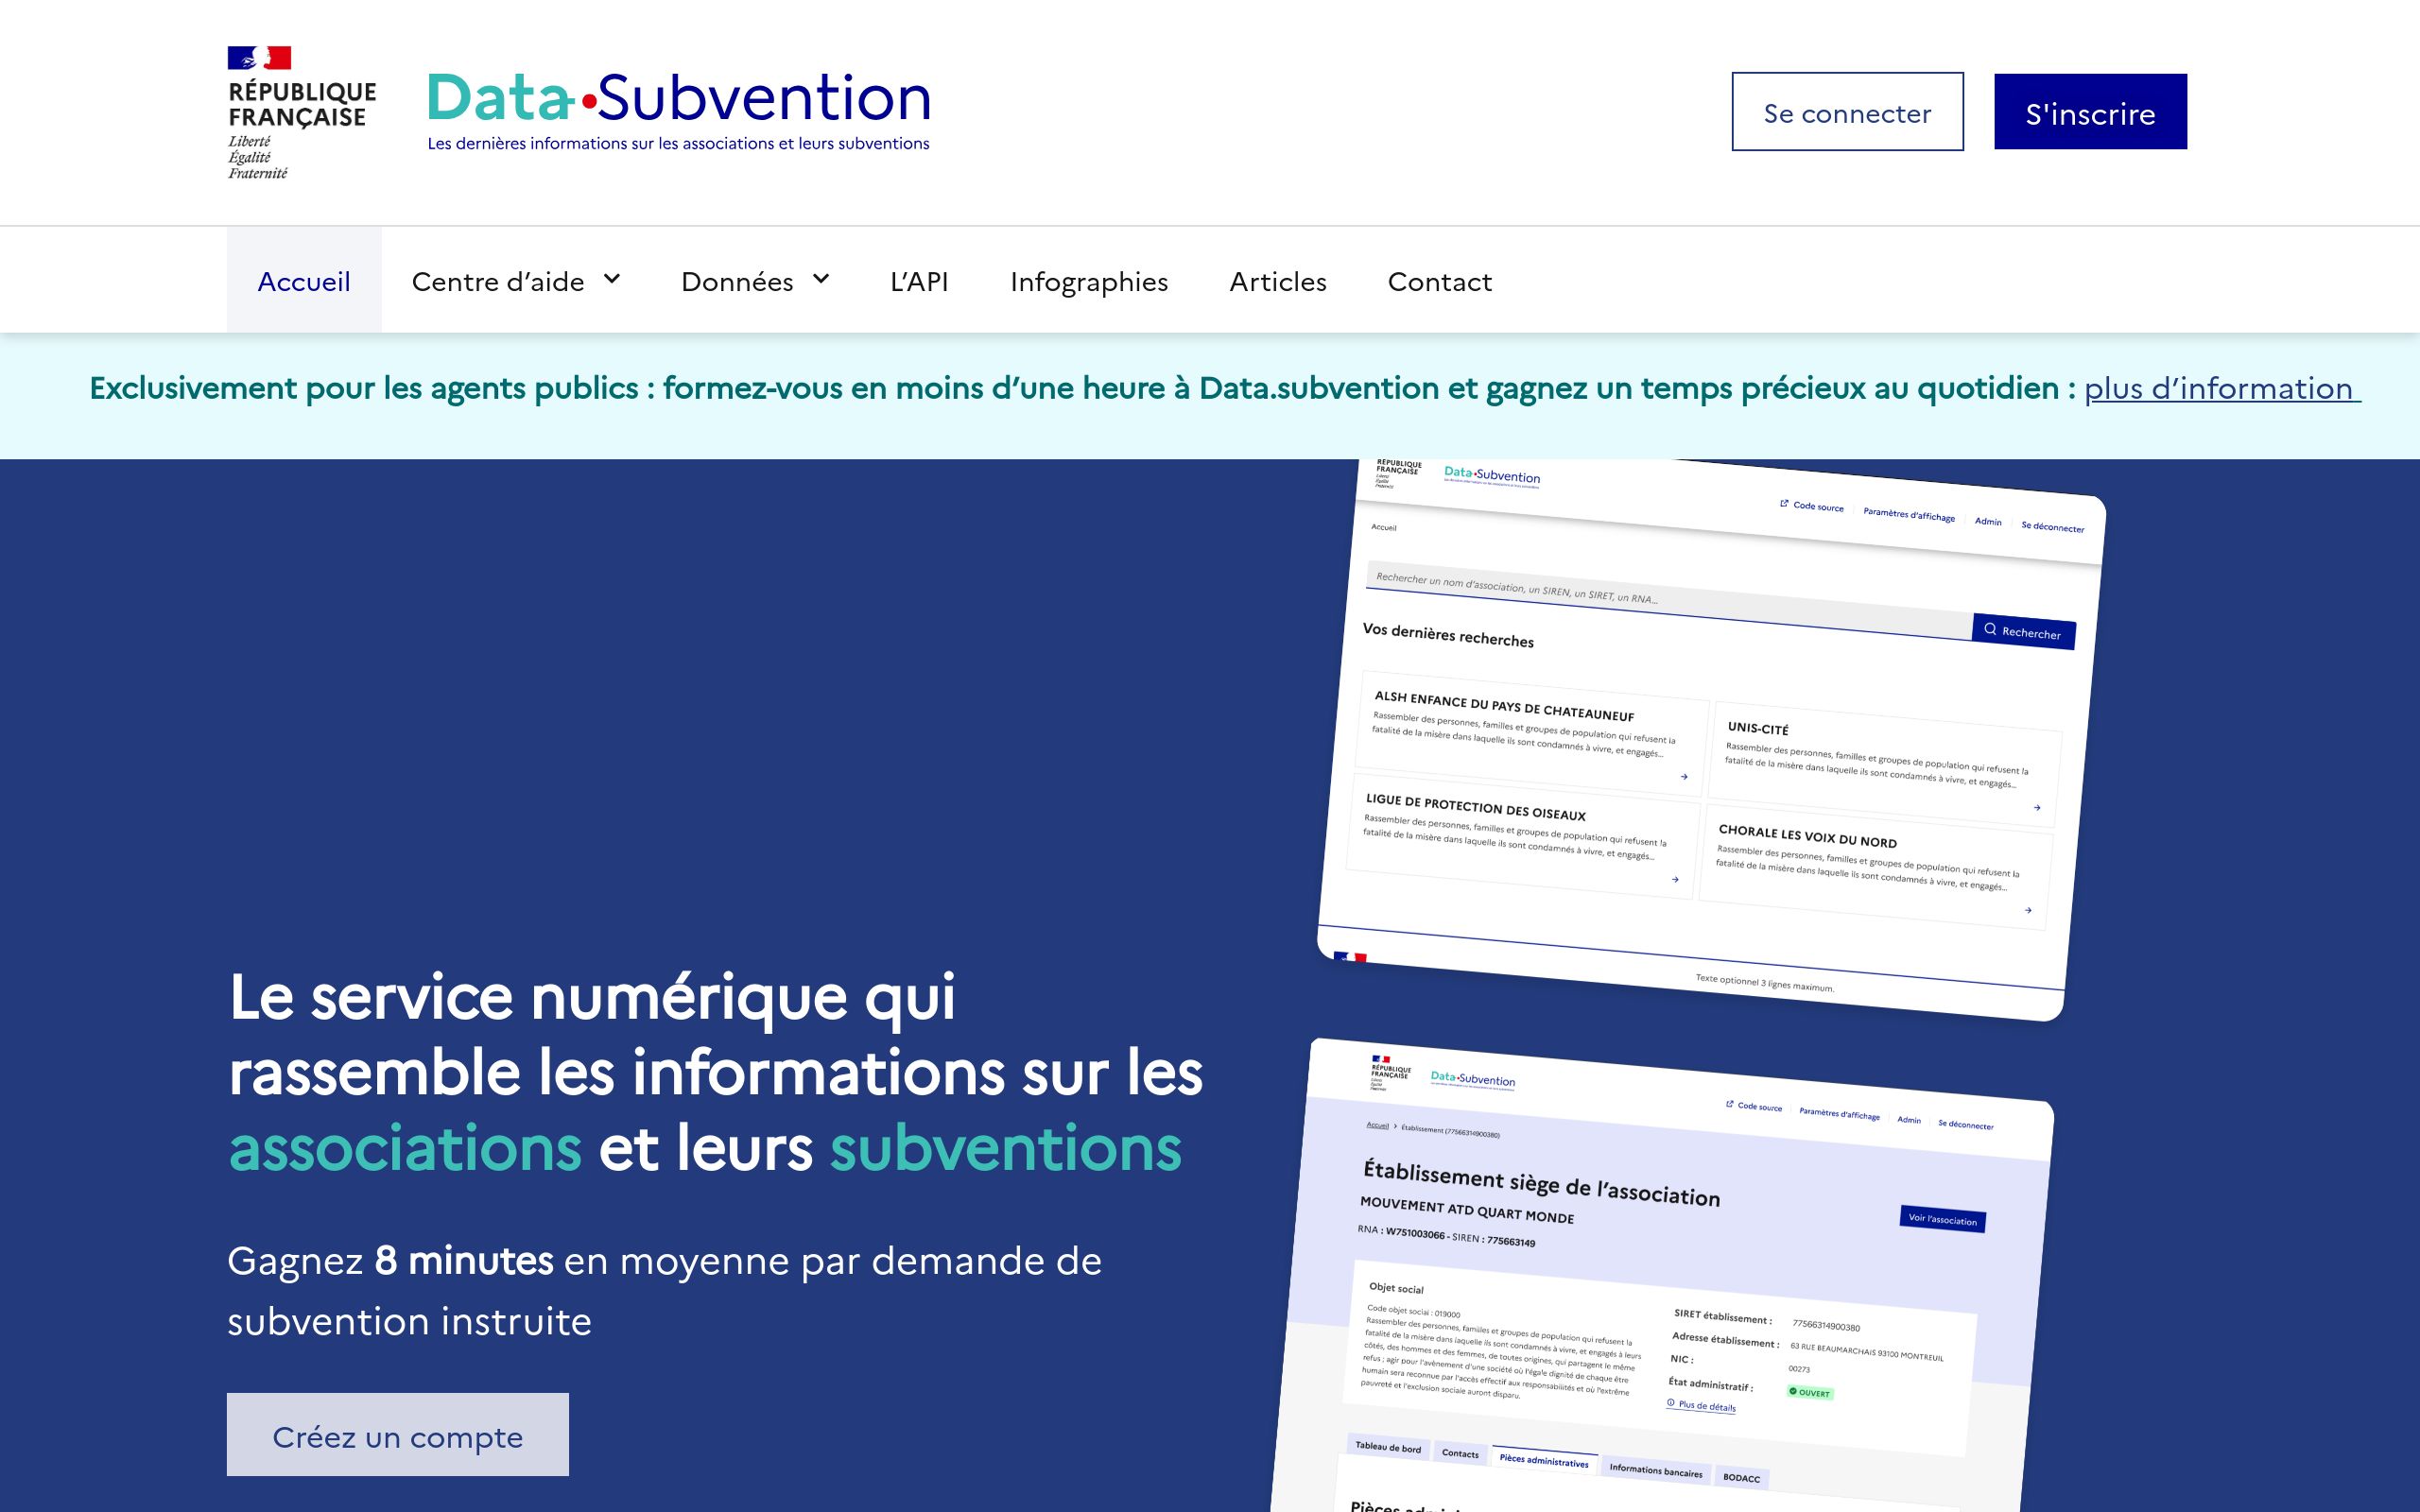 RÉPUBLIQUE
FRANÇAISE
Liberté
Égalité
Fraternité
Data.Subvention
Les dernières informations sur les associations et leurs subventions
Se connecter
S'inscrire
Accueil
Centre d’aide
Données
L’API
Infographies
Articles
Contact
Exclusivement pour les agents publics : formez-vous en moins d’une heure à Data.subvention et gagnez un temps précieux au quotidien : plus d’information
Le service numérique qui
rassemble les informations sur les
associations et leurs subventions
Gagnez 8 minutes en moyenne par demande de
subvention instruite
Créez un compte
RÉPUBLIQUE
FRANÇAISE
Data.Subvention
Code source
Paramètres d'affichage
Admin
Se déconnecter
Accueil
Rechercher un nom d'association, un SIREN, un SIRET, un RNA...
Rechercher
Vos dernières recherches
ALSH ENFANCE DU PAYS DE CHATEAUNEUF
Rassembler des personnes, familles et groupes de population qui refusent la
fatalité de la misère dans laquelle ils sont condamnés à vivre, et engagés...
UNIS-CITÉ
Rassembler des personnes, familles et groupes de population qui refusent la
fatalité de la misère dans laquelle ils sont condamnés à vivre, et engagés...
LIGUE DE PROTECTION DES OISEAUX
Rassembler des personnes, familles et groupes de population qui refusent la
fatalité de la misère dans laquelle ils sont condamnés à vivre, et engagés...
CHORALE LES VOIX DU NORD
Rassembler des personnes, familles et groupes de population qui refusent la
fatalité de la misère dans laquelle ils sont condamnés à vivre, et engagés...
Texte optionnel 3 lignes maximum.
RÉPUBLIQUE
FRANÇAISE
Data.Subvention
Code source
Paramètres d'affichage
Admin
Se déconnecter
Accueil > Établissement (77566314900380)
Établissement siège de l’association
MOUVEMENT ATD QUART MONDE
RNA : W751003066 - SIREN : 775663149
Voir l'association
Objet social
Code objet social : 019000
Rassembler des personnes, familles et groupes de population qui refusent la
fatalité de la misère dans laquelle ils sont condamnés à vivre, et engagés à leurs
côtés, des hommes et des femmes, de toutes origines, qui partagent le même
refus ; agir pour l'avènement d'une société où l'égale dignité de chaque être
humain sera reconnue par l'accès effectif aux responsabilités et où l'extrême
pauvreté et l'exclusion sociale auront disparu.
SIRET établissement : 77566314900380
Adresse établissement : 63 RUE BEAUMARCHAIS 93100 MONTREUIL
NIC : 00273
État administratif : OUVERT
Plus de détails
Tableau de bord
Contacts
Pièces administratives
Informations bancaires
BODACC